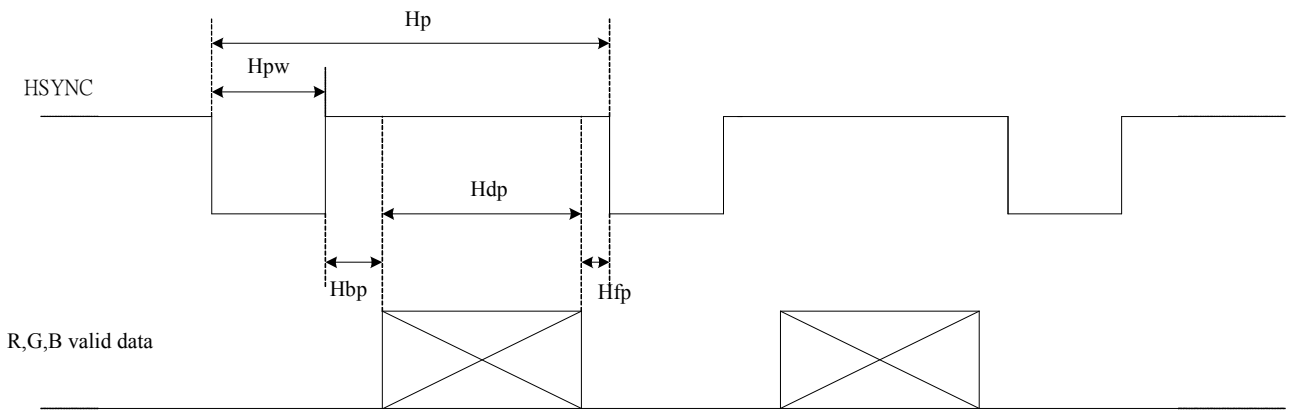 Hp
Hpw
HSYNC
Hdp
Hbp
Hfp
R,G,B valid data